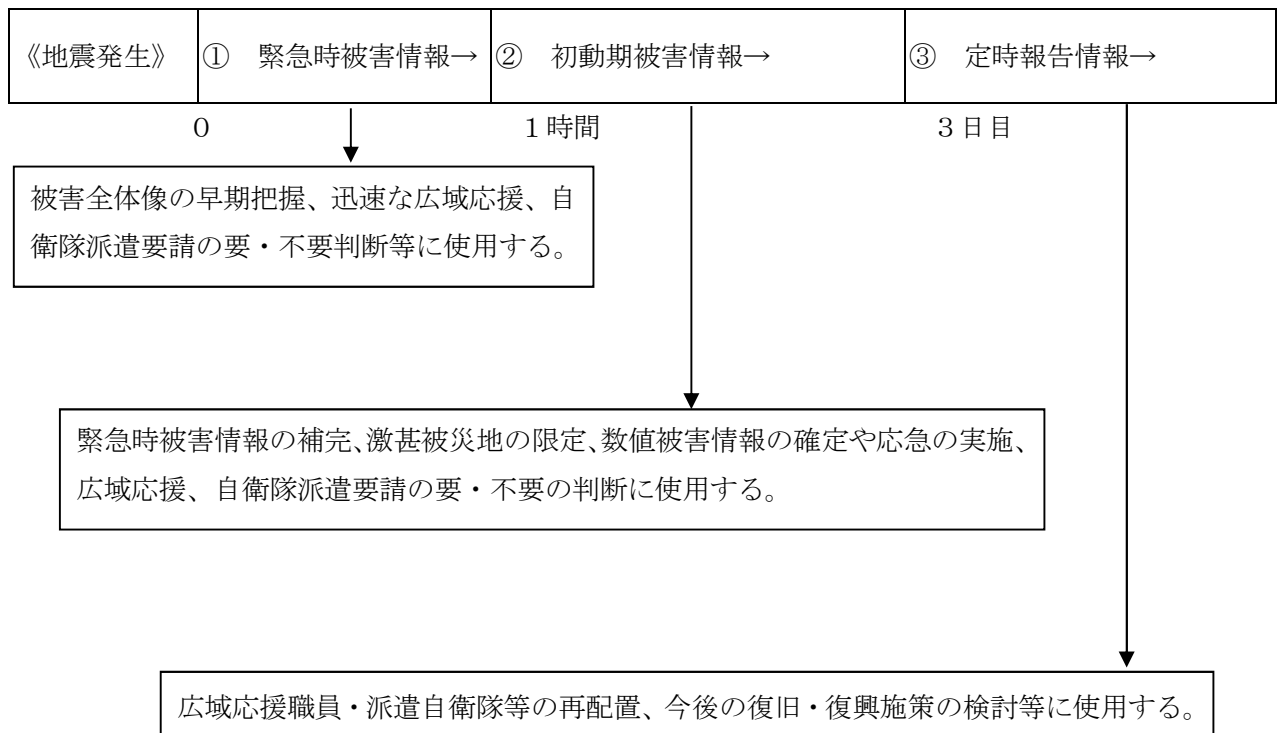 《地震発生》 ① 緊急時被害情報→ ② 初動期被害情報→ ③ 定時報告情報→
0 1時間 3日目
被害全体像の早期把握、迅速な広域応援、自
衛隊派遣要請の要・不要判断等に使用する。
緊急時被害情報の補完、激甚被災地の限定、数値被害情報の確定や応急の実施、
広域応援、自衛隊派遣要請の要・不要の判断に使用する。
広域応援職員・派遣自衛隊等の再配置、今後の復旧・復興施策の検討等に使用する。